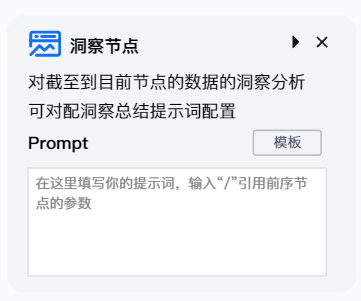 洞察节点
对截至到目前节点的数据的洞察分析
可对配洞察总结提示词配置
Prompt
模板
在这里填写你的提示词，输入“/”引用前序节
点的参数